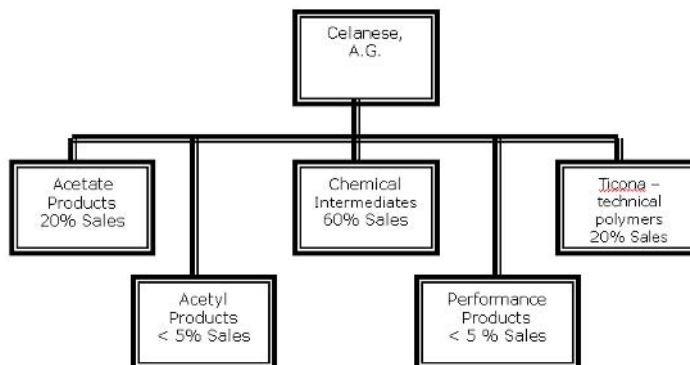 Celanese,
A.G.
Acetate
Products
20% Sales
Chemical
Intermediates
60% Sales
Ticona –
technical
polymers
20% Sales
Acetyl
Products
< 5% Sales
Performance
Products
< 5 % Sales